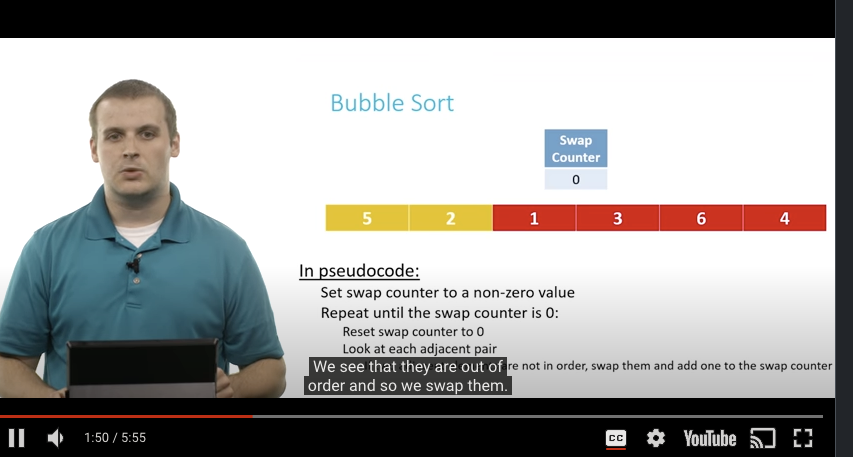 Bubble Sort
Swap
Counter
0
5 2 1 3 6 4
In pseudocode:
Set swap counter to a non-zero value
Repeat until the swap counter is 0:
Reset swap counter to 0
Look at each adjacent pair
are not in order, swap them and add one to the swap counter
We see that they are out of
order and so we swap them.
1:50 / 5:55
CC
YouTube